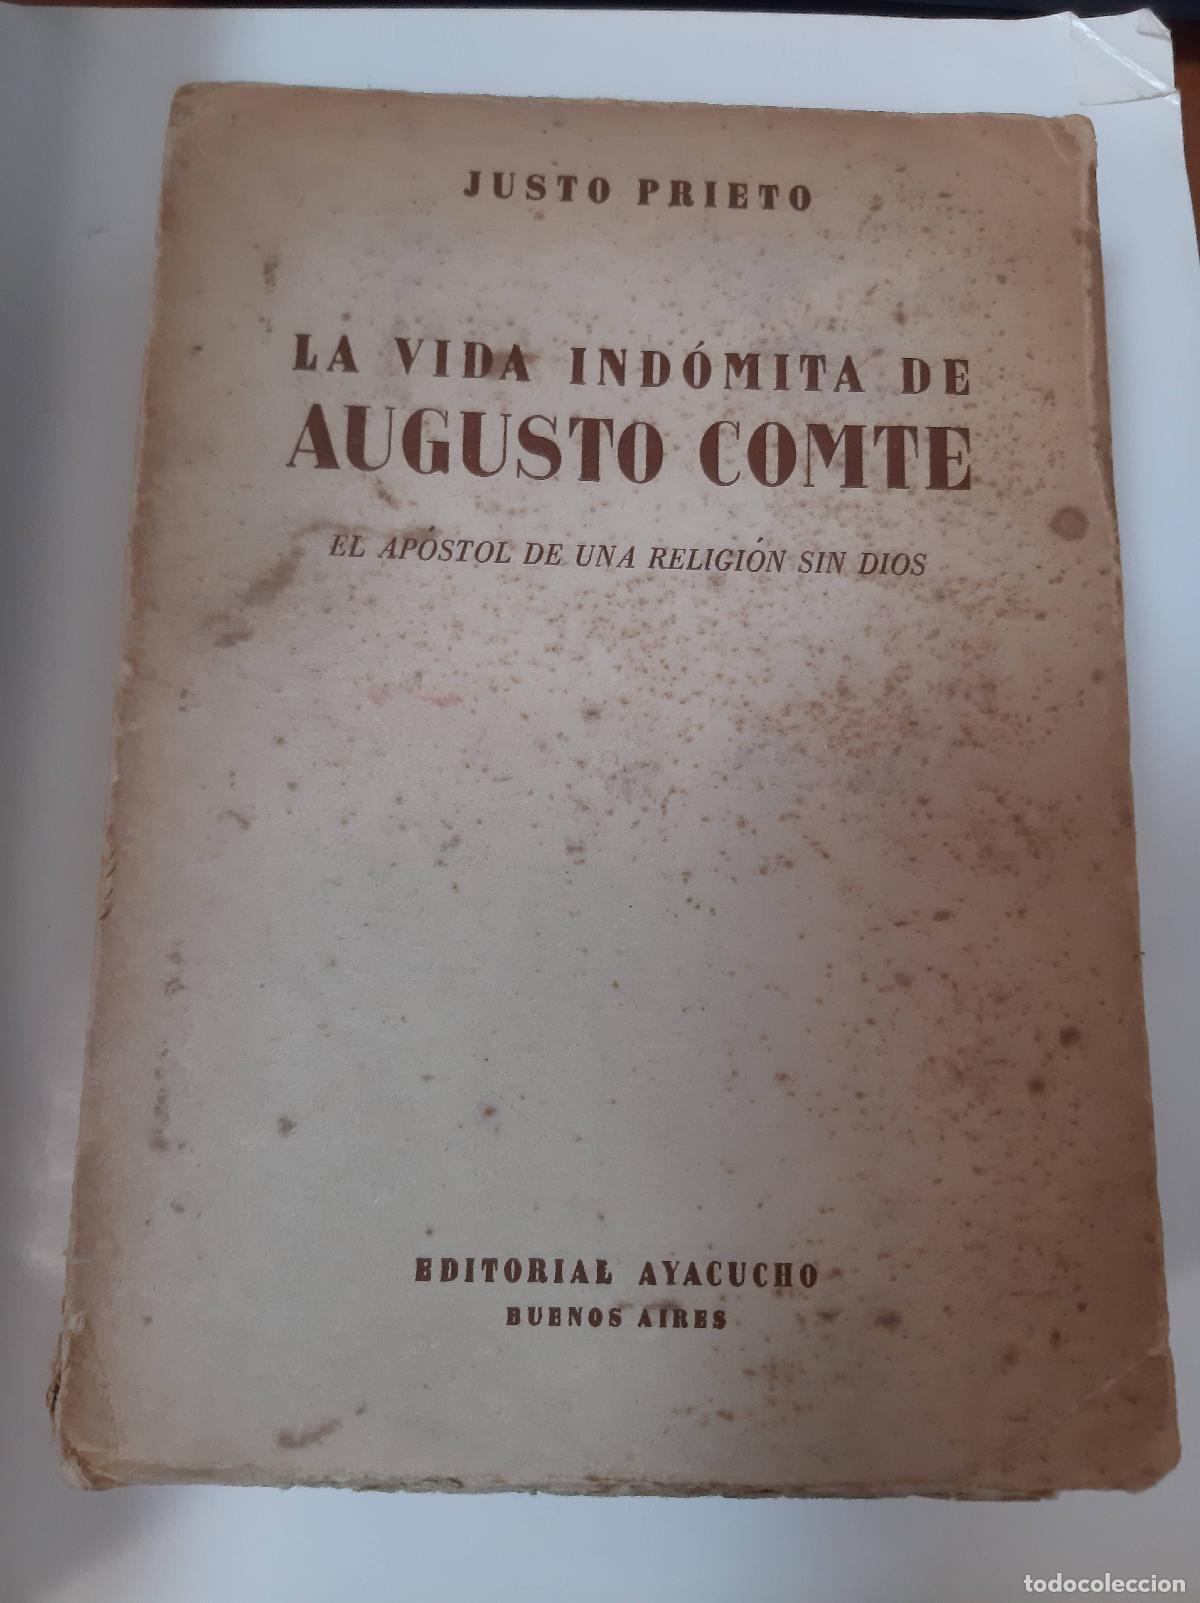 JUSTO PRIETO
LA VIDA INDÓMITA DE
AUGUSTO COMTE
EL APÓSTOL DE UNA RELIGIÓN SIN DIOS
EDITORIAL AYACUCHO
BUENOS AIRES
todocoleccion